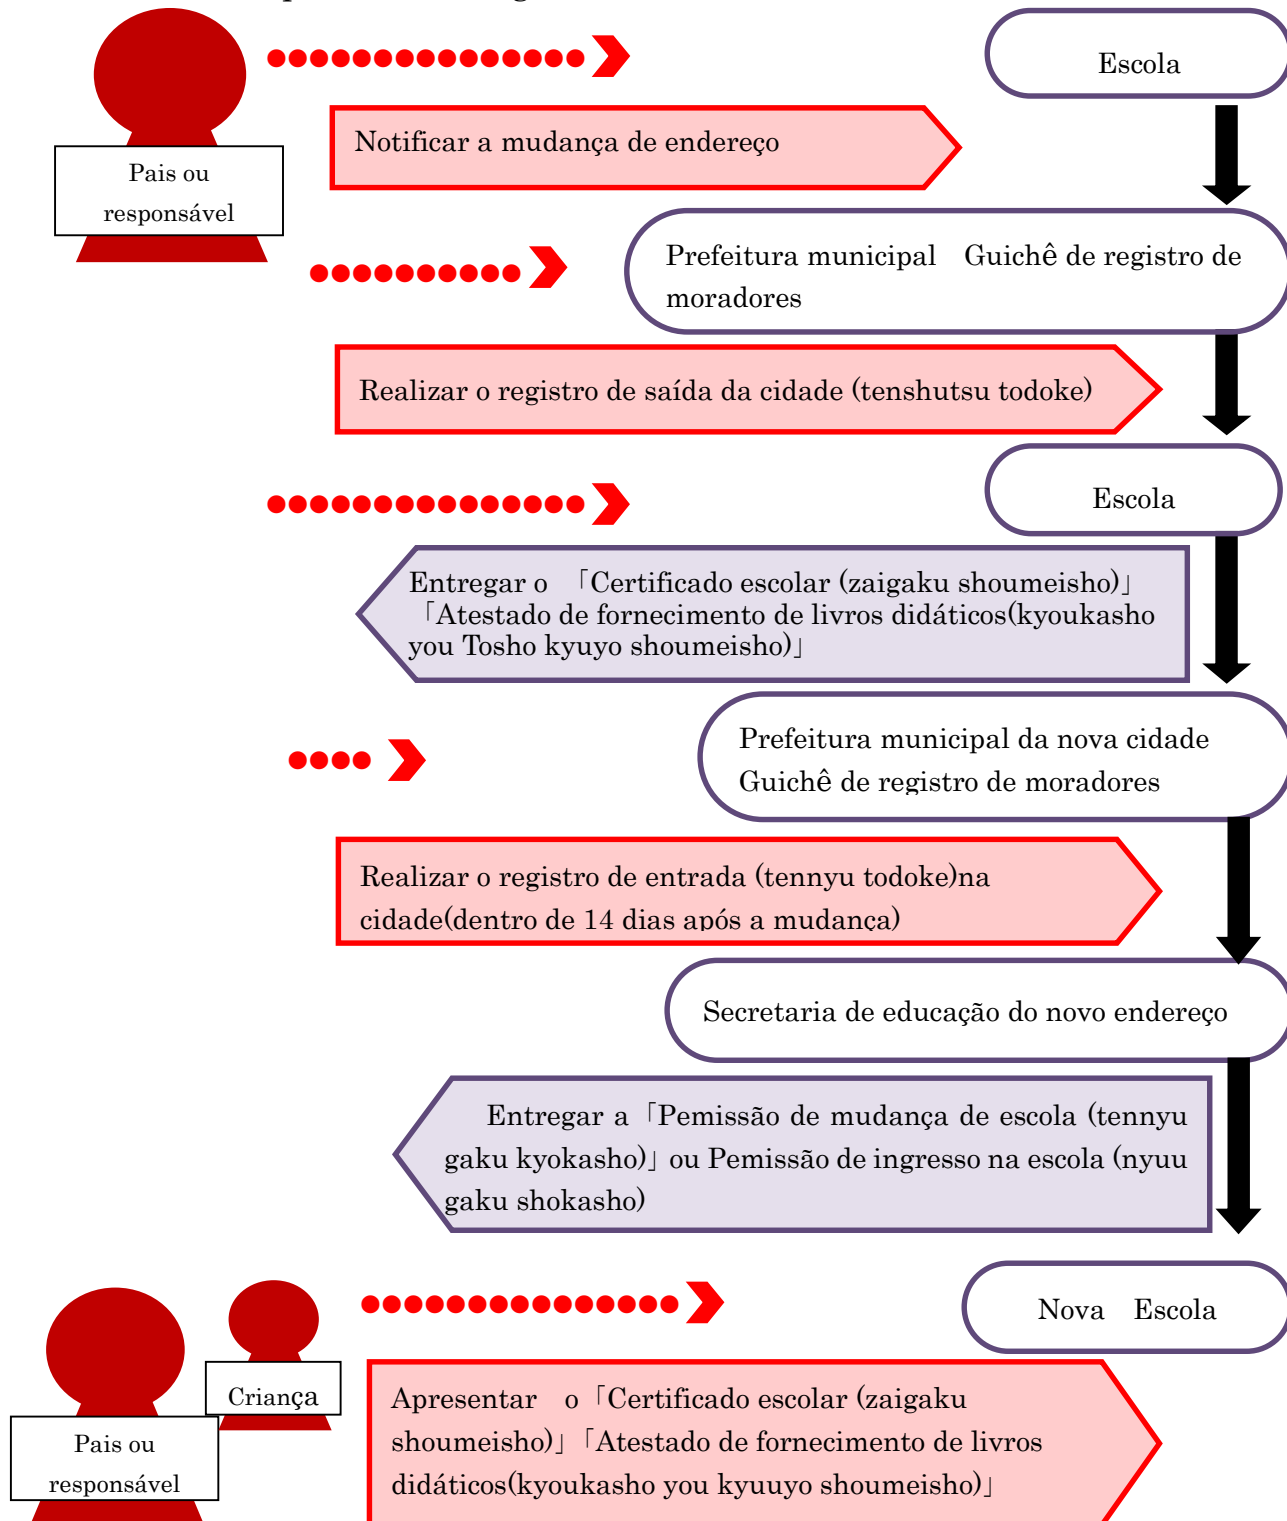 Escola
Notificar a mudança de endereço
Pais ou
responsável
Prefeitura municipal Guichê de registro de
moradores
Realizar o registro de saída da cidade (tenshutsu todoke)
Escola
Entregar o 「Certificado escolar (zaigaku shoumeisho)」
「Atestado de fornecimento de livros didáticos(kyoukasho
you Tosho kyuyo shoumeisho)」
Prefeitura municipal da nova cidade
Guichê de registro de moradores
Realizar o registro de entrada (tennyu todoke)na
cidade(dentro de 14 dias após a mudança)
Secretaria de educação do novo endereço
Entregar a「Pemissão de mudança de escola (tennyu
gaku kyokasho)」ou Pemissão de ingresso na escola (nyuu
gaku shokasho)
Nova Escola
Criança
Pais ou
responsável
Apresentar o「Certificado escolar (zaigaku
shoumeisho)」「Atestado de fornecimento de livros
didáticos(kyoukasho you kyuuyo shoumeisho)」